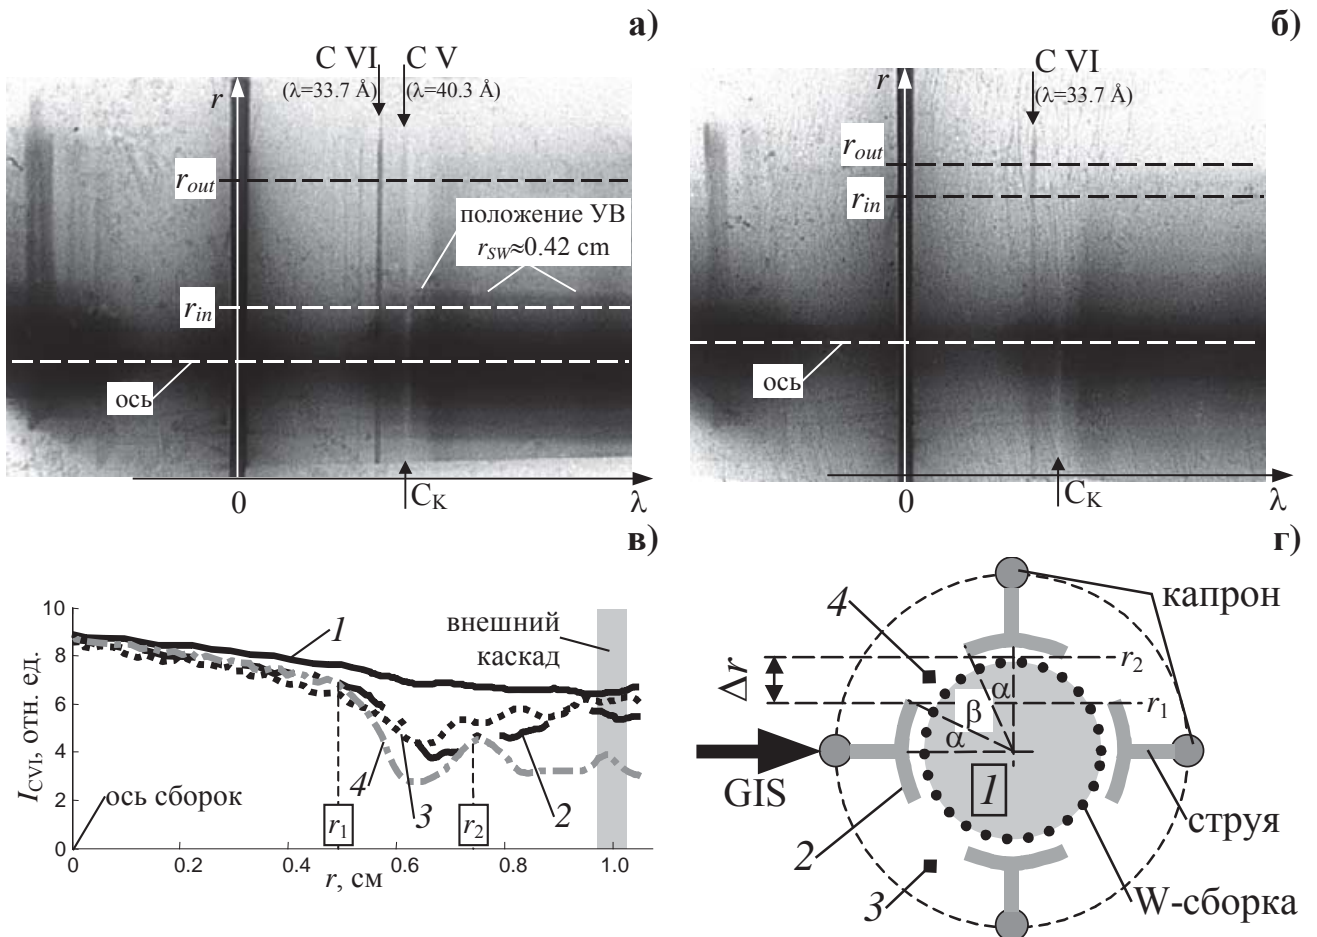 а)
C VI
(λ=33.7 Å)
C V
(λ=40.3 Å)
r
r_out
положение УВ
r_SW≈0.42 cm
r_in
ось
0
C_K
λ
б)
C VI
(λ=33.7 Å)
r
r_out
r_in
ось
0
C_K
λ
в)
I_CVI, отн. ед.
10
8
6
4
2
0
1
внешний
каскад
4
3
2
ось сборок
r_1
r_2
0
0.2
0.4
0.6
0.8
1.0
r, см
г)
4
капрон
Δr
r_2
r_1
α
β
α
GIS
1
2
струя
3
W-сборка